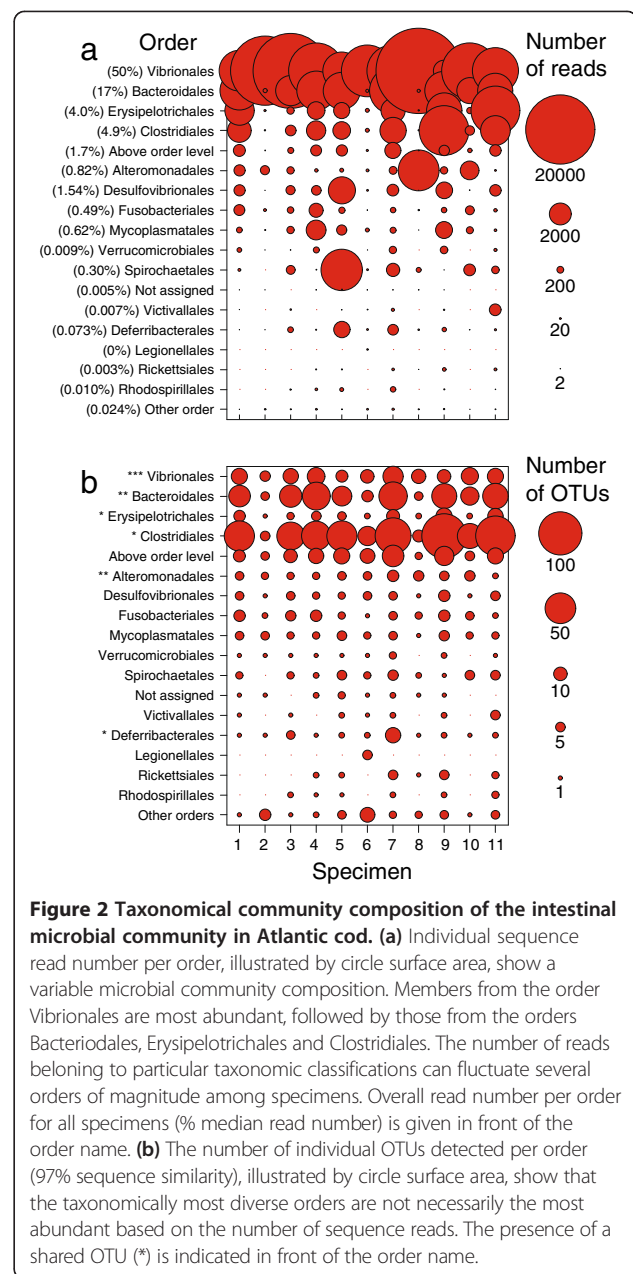 a
Order
Number
of reads
(50%) Vibrionales
(17%) Bacteroidales
(4.0%) Erysipelotrichales
(4.9%) Clostridiales
(1.7%) Above order level
(0.82%) Alteromonadales
(1.54%) Desulfovibrionales
(0.49%) Fusobacteriales
(0.62%) Mycoplasmatales
(0.009%) Verrucomicrobiales
(0.30%) Spirochaetales
(0.005%) Not assigned
(0.007%) Victivallales
(0.073%) Deferribacterales
(0%) Legionellales
(0.003%) Rickettsiales
(0.010%) Rhodospirillales
(0.024%) Other order
20000
2000
200
20
2
b
Number
of OTUs
*** Vibrionales
** Bacteroidales
* Erysipelotrichales
* Clostridiales
Above order level
** Alteromonadales
Desulfovibrionales
Fusobacteriales
Mycoplasmatales
Verrucomicrobiales
Spirochaetales
Not assigned
Victivallales
* Deferribacterales
Legionellales
Rickettsiales
Rhodospirillales
Other orders
100
50
10
5
1
1 2 3 4 5 6 7 8 9 10 11
Specimen
Figure 2 Taxonomical community composition of the intestinal
microbial community in Atlantic cod. (a) Individual sequence
read number per order, illustrated by circle surface area, show a
variable microbial community composition. Members from the order
Vibrionales are most abundant, followed by those from the orders
Bacteriodales, Erysipelotrichales and Clostridiales. The number of reads
beloning to particular taxonomic classifications can fluctuate several
orders of magnitude among specimens. Overall read number per order
for all specimens (% median read number) is given in front of the
order name. (b) The number of individual OTUs detected per order
(97% sequence similarity), illustrated by circle surface area, show that
the taxonomically most diverse orders are not necessarily the most
abundant based on the number of sequence reads. The presence of a
shared OTU (*) is indicated in front of the order name.